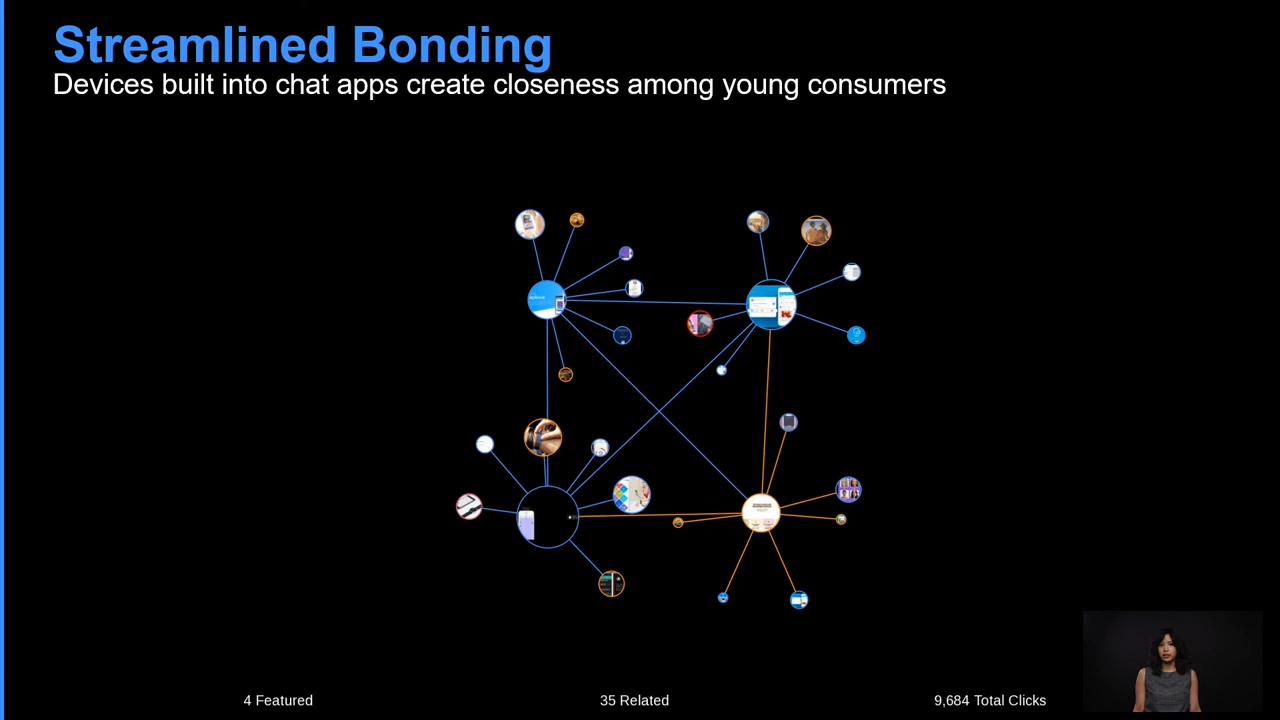 Streamlined Bonding
Devices built into chat apps create closeness among young consumers
4 Featured
35 Related
9,684 Total Clicks